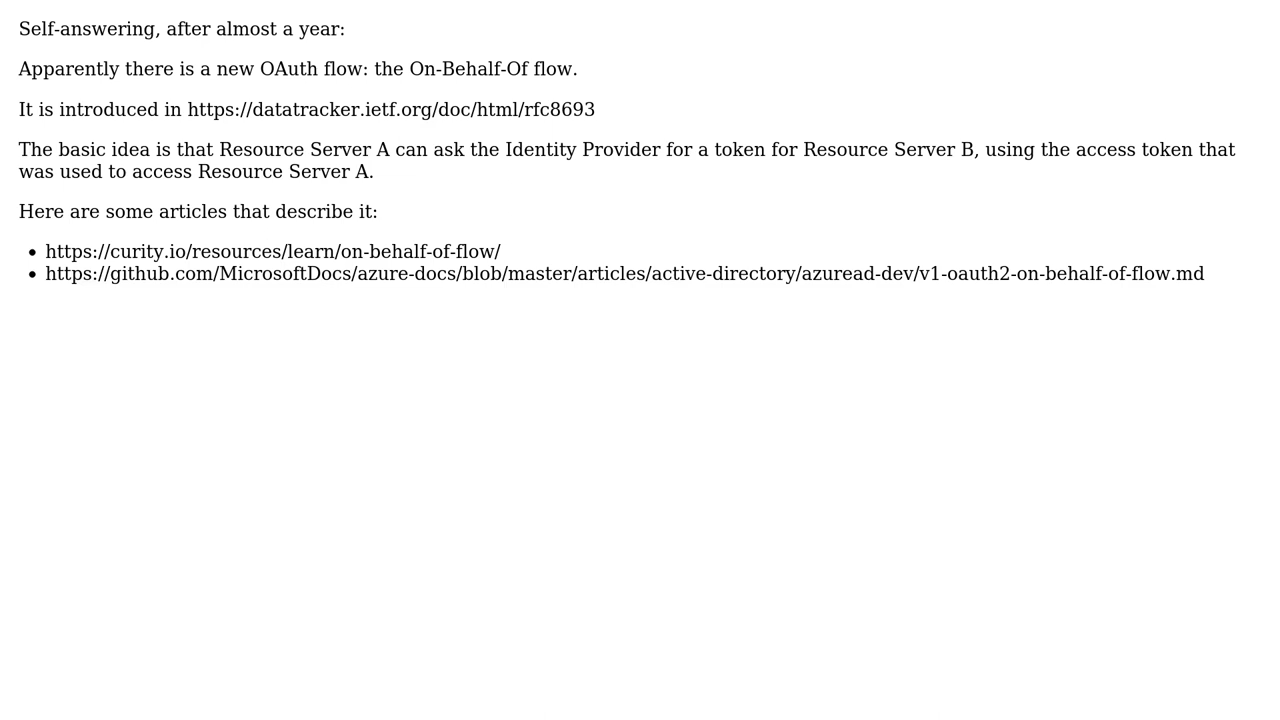 Self-answering, after almost a year:
Apparently there is a new OAuth flow: the On-Behalf-Of flow.
It is introduced in https://datatracker.ietf.org/doc/html/rfc8693
The basic idea is that Resource Server A can ask the Identity Provider for a token for Resource Server B, using the access token that
was used to access Resource Server A.
Here are some articles that describe it:
• https://curity.io/resources/learn/on-behalf-of-flow/
• https://github.com/MicrosoftDocs/azure-docs/blob/master/articles/active-directory/azuread-dev/v1-oauth2-on-behalf-of-flow.md